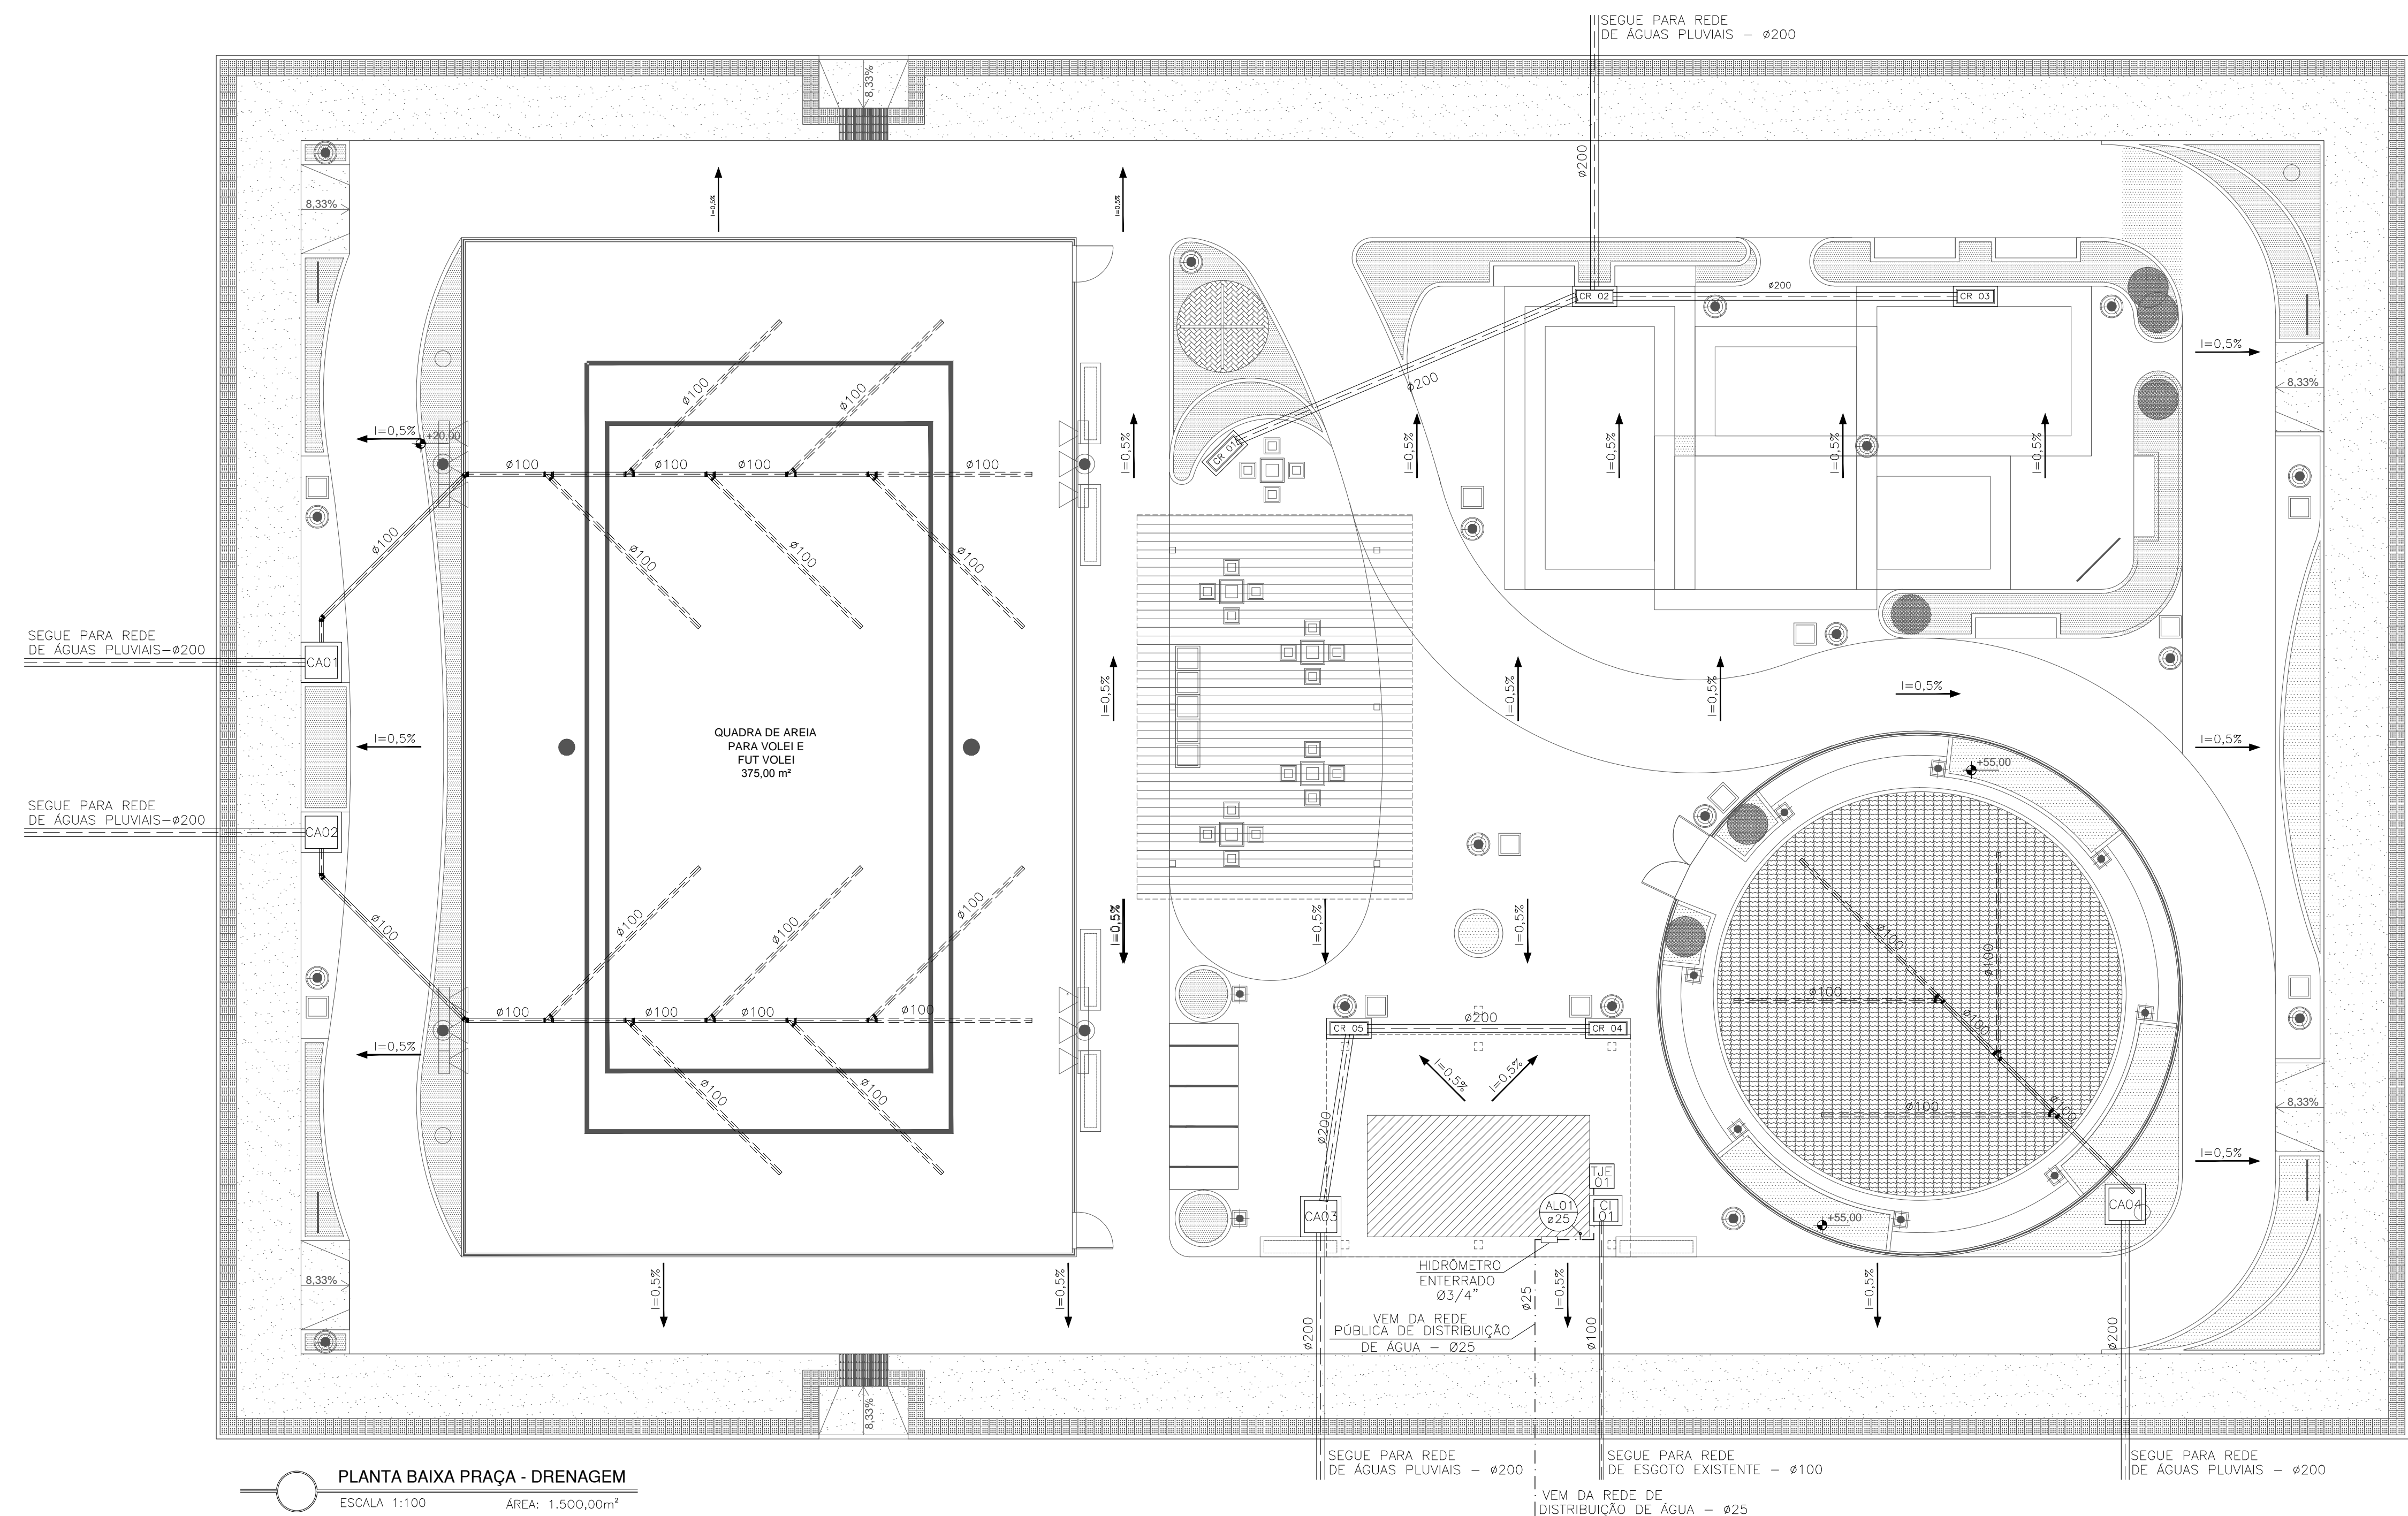 SEGUE PARA REDE
DE ÁGUAS PLUVIAIS – ø200
8,33%
ø200
8,33%
I=0,5%
I=0,5%
CR 02
ø200
CR 03
I=0,5%
8,33%
ø200
ø100
ø100
I=0,5%
+20,00
CR 01
I=0,5%
I=0,5%
I=0,5%
I=0,5%
I=0,5%
ø100
ø100
ø100
ø100
ø100
ø100
ø100
ø100
SEGUE PARA REDE
DE ÁGUAS PLUVIAIS–ø200
CA01
I=0,5%
I=0,5%
I=0,5%
I=0,5%
I=0,5%
QUADRA DE AREIA
PARA VOLEI E
FUT VOLEI
375,00 m²
I=0,5%
+55,00
SEGUE PARA REDE
DE ÁGUAS PLUVIAIS–ø200
CA02
ø100
ø100
ø100
ø100
I=0,5%
I=0,5%
I=0,5%
ø100
ø100
ø100
ø100
ø100
ø100
ø100
ø100
CR 05
ø200
CR 04
I=0,5%
I=0,5%
I=0,5%
ø100
ø100
ø200
ø100
ø100
8,33%
I=0,5%
TJE
01
AL01
ø25
CI
01
CA03
CA04
+55,00
HIDRÔMETRO
ENTERRADO
Ø3/4”
8,33%
I=0,5%
I=0,5%
ø25
I=0,5%
I=0,5%
VEM DA REDE
PÚBLICA DE DISTRIBUIÇÃO
DE ÁGUA – Ø25
ø200
ø100
ø200
8,33%
SEGUE PARA REDE
DE ÁGUAS PLUVIAIS – ø200
SEGUE PARA REDE
DE ESGOTO EXISTENTE – ø100
SEGUE PARA REDE
DE ÁGUAS PLUVIAIS – ø200
VEM DA REDE DE
DISTRIBUIÇÃO DE ÁGUA – ø25
PLANTA BAIXA PRAÇA - DRENAGEM
ESCALA 1:100
ÁREA: 1.500,00m²